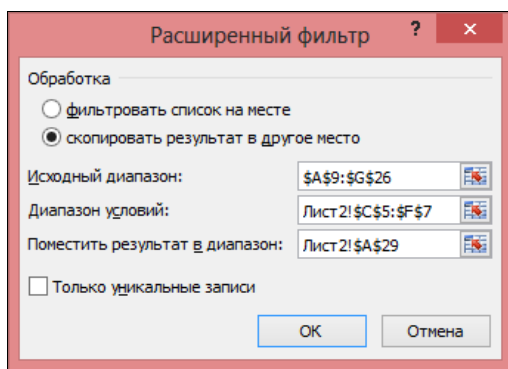 Расширенный фильтр ? ×
Обработка
фильтровать список на месте
скопировать результат в другое место
Исходный диапазон: $A$9:$G$26
Диапазон условий: Лист2!$C$5:$F$7
Поместить результат в диапазон: Лист2!$A$29
Только уникальные записи
ОК Отмена